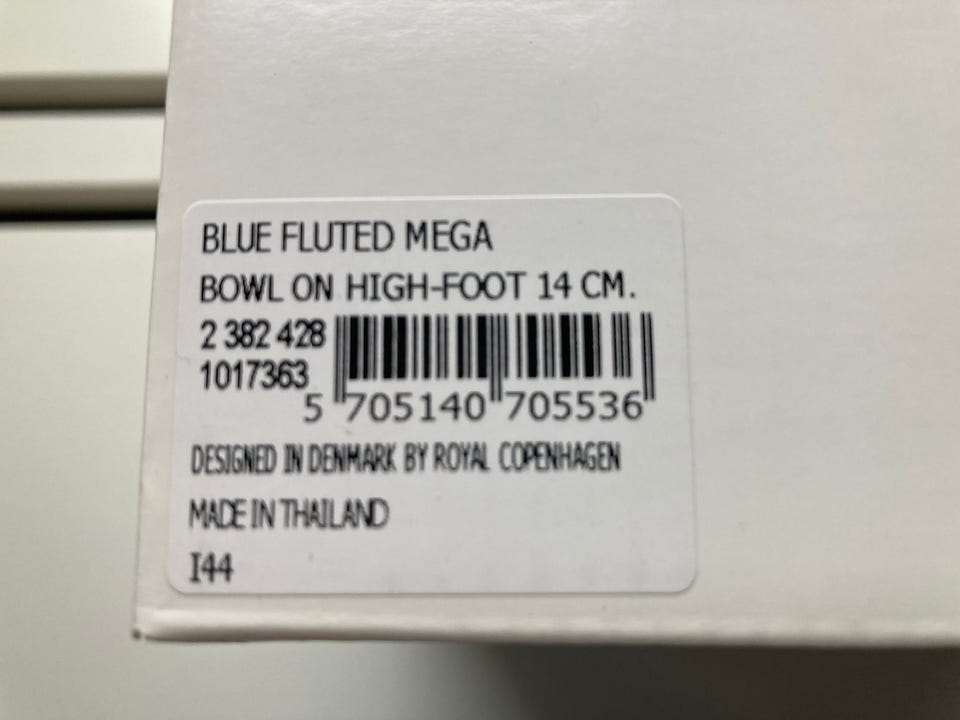 BLUE FLUTED MEGA
BOWL ON HIGH-FOOT 14 CM.
2 382 428
1017363
5 705140 705536
DESIGNED IN DENMARK BY ROYAL COPENHAGEN
MADE IN THAILAND
I44